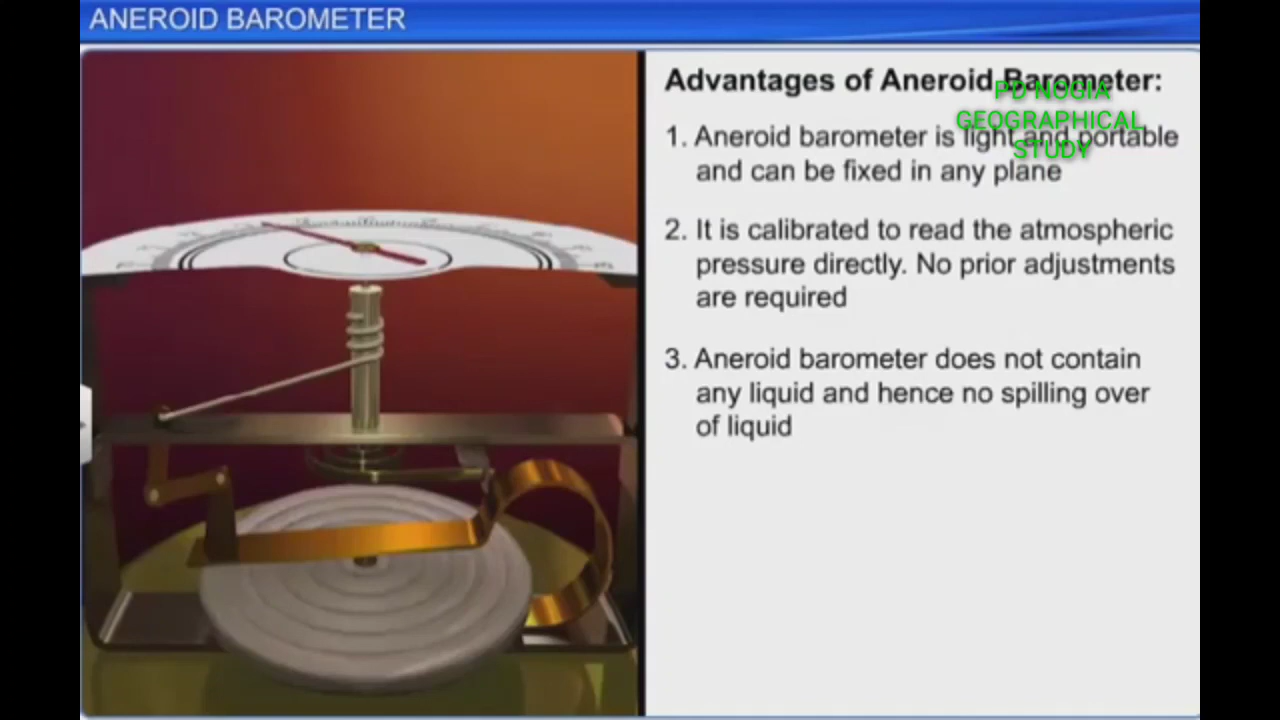 ANEROID BAROMETER
Advantages of Aneroid Barometer:
PD NOGIA
GEOGRAPHICAL
STUDY
1. Aneroid barometer is light and portable
and can be fixed in any plane
2. It is calibrated to read the atmospheric
pressure directly. No prior adjustments
are required
3. Aneroid barometer does not contain
any liquid and hence no spilling over
of liquid